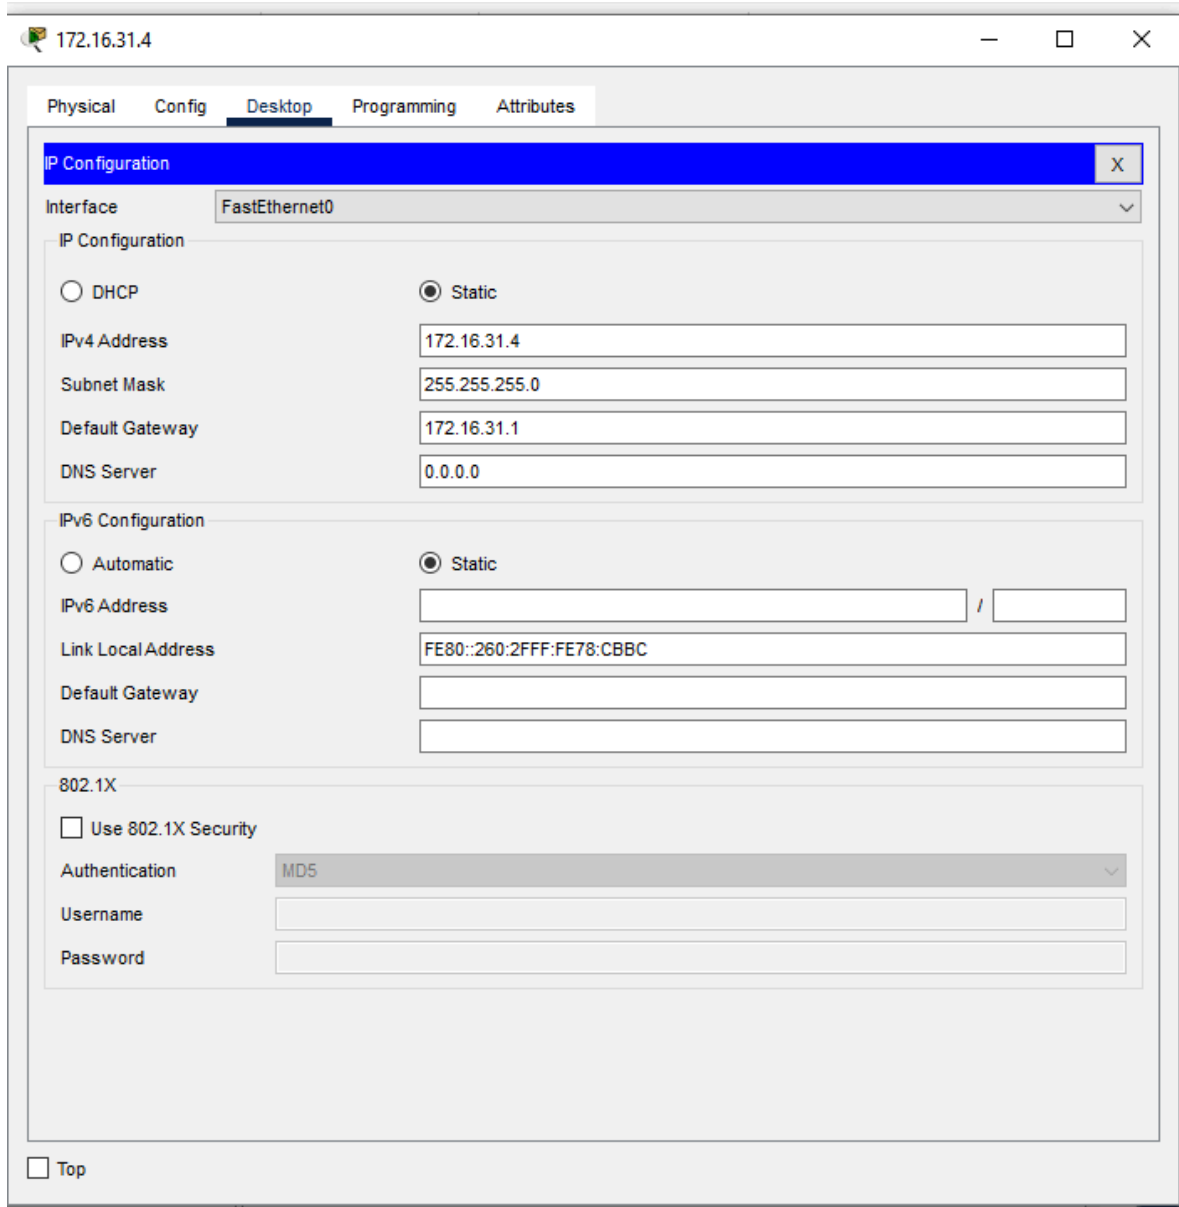 172.16.31.4
Physical Config Desktop Programming Attributes
IP Configuration X
Interface FastEthernet0
IP Configuration
DHCP Static
IPv4 Address 172.16.31.4
Subnet Mask 255.255.255.0
Default Gateway 172.16.31.1
DNS Server 0.0.0.0
IPv6 Configuration
Automatic Static
IPv6 Address /
Link Local Address FE80::260:2FFF:FE78:CBBC
Default Gateway
DNS Server
802.1X
Use 802.1X Security
Authentication MD5
Username
Password
Top